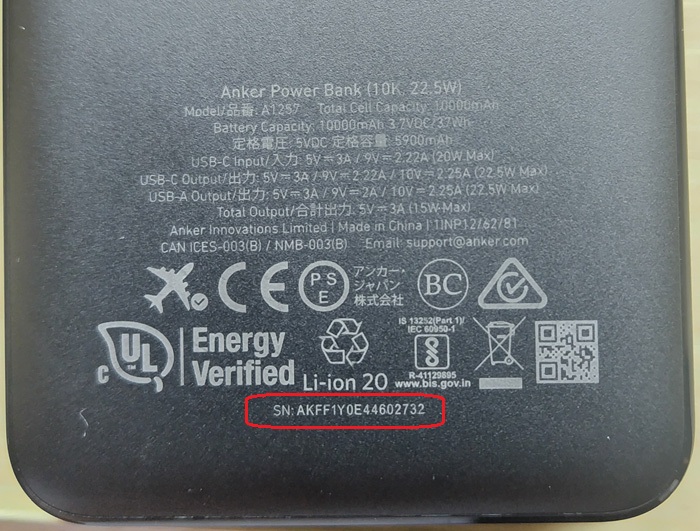 Anker Power Bank (10K, 22.5W)
Model/品番: A1257 Total Cell Capacity: 10000mAh
Battery Capacity: 10000mAh 3.7VDC/37Wh
定格電圧: 5VDC 定格容量: 5900mAh
USB-C Input/入力: 5V⎓3A / 9V⎓2.22A (20W Max)
USB-C Output/出力: 5V⎓3A / 9V⎓2.22A / 10V⎓2.25A (22.5W Max)
USB-A Output/出力: 5V⎓3A / 9V⎓2A / 10V⎓2.25A (22.5W Max)
Total Output/合計出力: 5V⎓3A (15W Max)
Anker Innovations Limited | Made in China | 1INP12/62/81
CAN ICES-003(B) / NMB-003(B) Email: support@anker.com
CE
PS
E
アンカー・
ジャパン
株式会社
BC
C UL
Energy
Verified
Li-ion 20
IS 13252(Part 1)/
IEC 60950-1
R-41129895
www.bis.gov.in
SN: AKFF1Y0E44602732